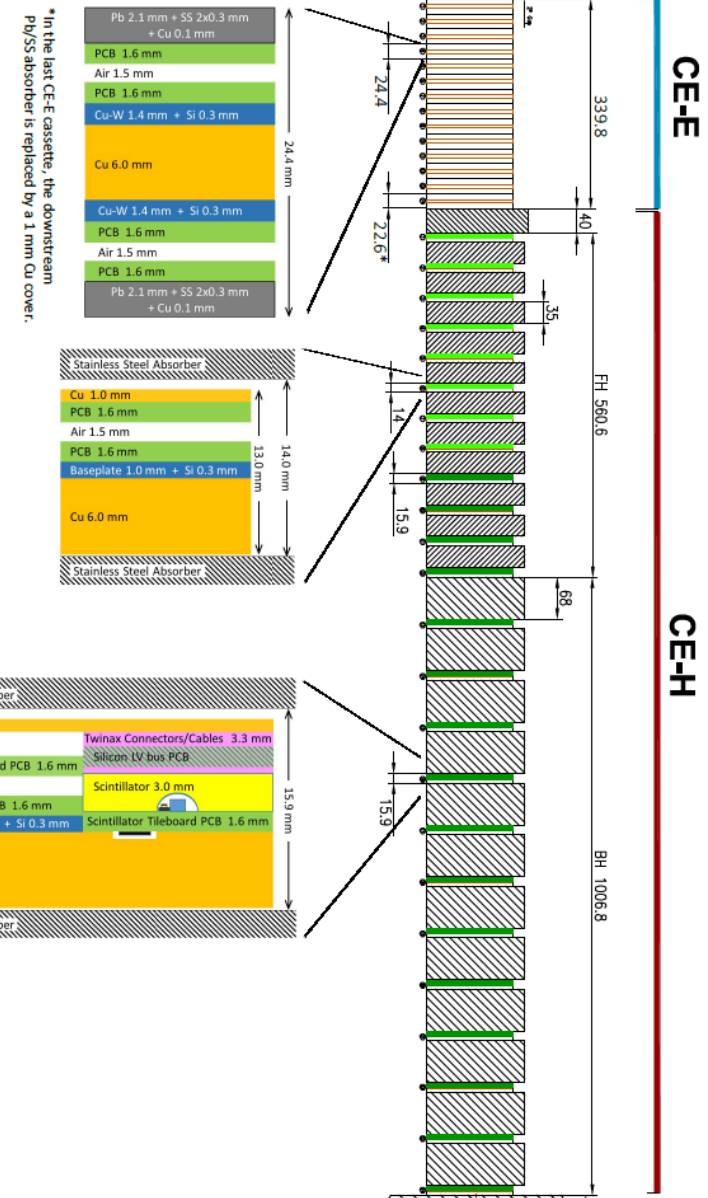 Pb 2.1 mm + SS 2x0.3 mm
+ Cu 0.1 mm
PCB 1.6 mm
Air 1.5 mm
PCB 1.6 mm
Cu-W 1.4 mm + Si 0.3 mm
Cu 6.0 mm
Cu-W 1.4 mm + Si 0.3 mm
PCB 1.6 mm
Air 1.5 mm
PCB 1.6 mm
Pb 2.1 mm + SS 2x0.3 mm
+ Cu 0.1 mm
24.4 mm
*In the last CE-E cassette, the downstream
Pb/SS absorber is replaced by a 1 mm Cu cover.
Stainless Steel Absorber
Cu 1.0 mm
PCB 1.6 mm
Air 1.5 mm
PCB 1.6 mm
Baseplate 1.0 mm + Si 0.3 mm
Cu 6.0 mm
Stainless Steel Absorber
13.0 mm
14.0 mm
ber
Twinax Connectors/Cables 3.3 mm
Silicon LV bus PCB
d PCB 1.6 mm
Scintillator 3.0 mm
B 1.6 mm
+ Si 0.3 mm
Scintillator Tileboard PCB 1.6 mm
ber
15.9 mm
24.4
22.6*
14
15.9
15.9
339.8
40
35
FH 560.6
68
BH 1006.8
CE-E
CE-H